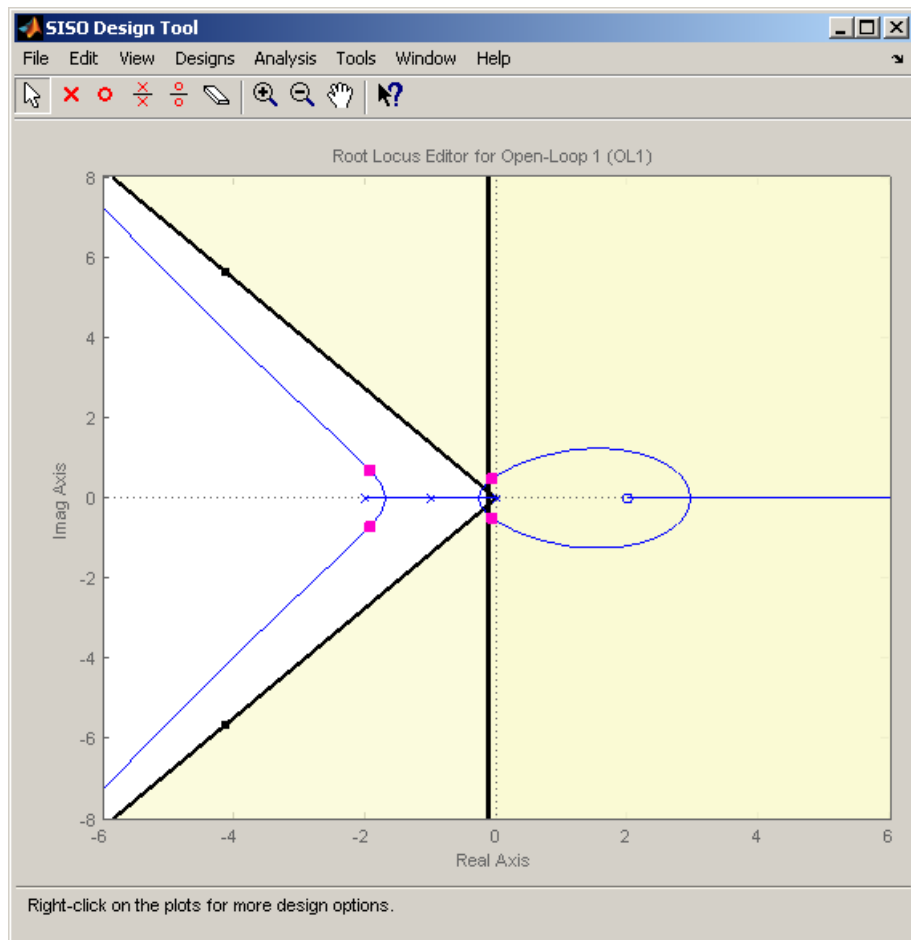 SISO Design Tool
File Edit View Designs Analysis Tools Window Help
Root Locus Editor for Open-Loop 1 (OL1)
8
6
4
2
0
-2
-4
-6
-8
Imag Axis
-6 -4 -2 0 2 4 6
Real Axis
Right-click on the plots for more design options.